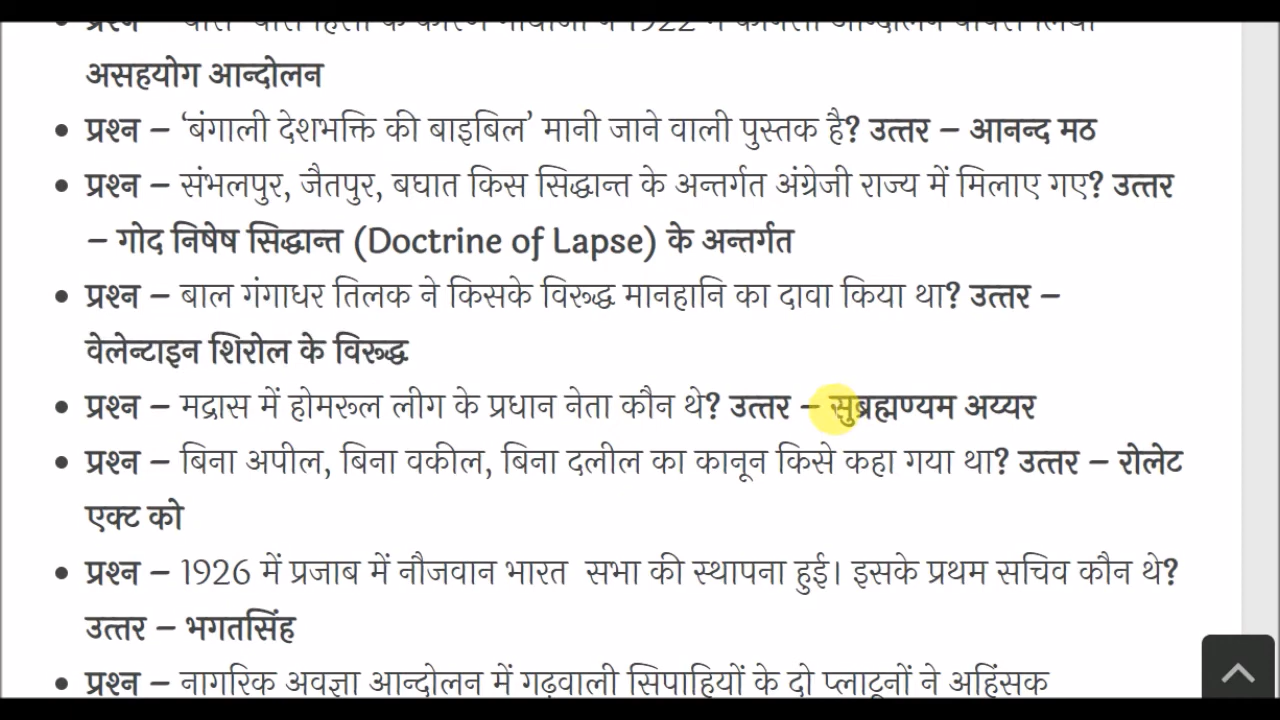 असहयोग आन्दोलन
• प्रश्न – ‘बंगाली देशभक्ति की बाइबिल’ मानी जाने वाली पुस्तक है? उत्तर – आनन्द मठ
• प्रश्न – संभलपुर, जैतपुर, बघात किस सिद्धान्त के अन्तर्गत अंग्रेजी राज्य में मिलाए गए? उत्तर
– गोद निषेष सिद्धान्त (Doctrine of Lapse) के अन्तर्गत
• प्रश्न – बाल गंगाधर तिलक ने किसके विरूद्ध मानहानि का दावा किया था? उत्तर –
वेलेन्टाइन शिरोल के विरूद्ध
• प्रश्न – मद्रास में होमरूल लीग के प्रधान नेता कौन थे? उत्तर – सुब्रह्मण्यम अय्यर
• प्रश्न – बिना अपील, बिना वकील, बिना दलील का कानून किसे कहा गया था? उत्तर – रोलेट
एक्ट को
• प्रश्न – 1926 में प्रजाब में नौजवान भारत सभा की स्थापना हुई। इसके प्रथम सचिव कौन थे?
उत्तर – भगतसिंह
• प्रश्न – नागरिक अवज्ञा आन्दोलन में गढ़वाली सिपाहियों के दो प्लाटूनों ने अहिंसक